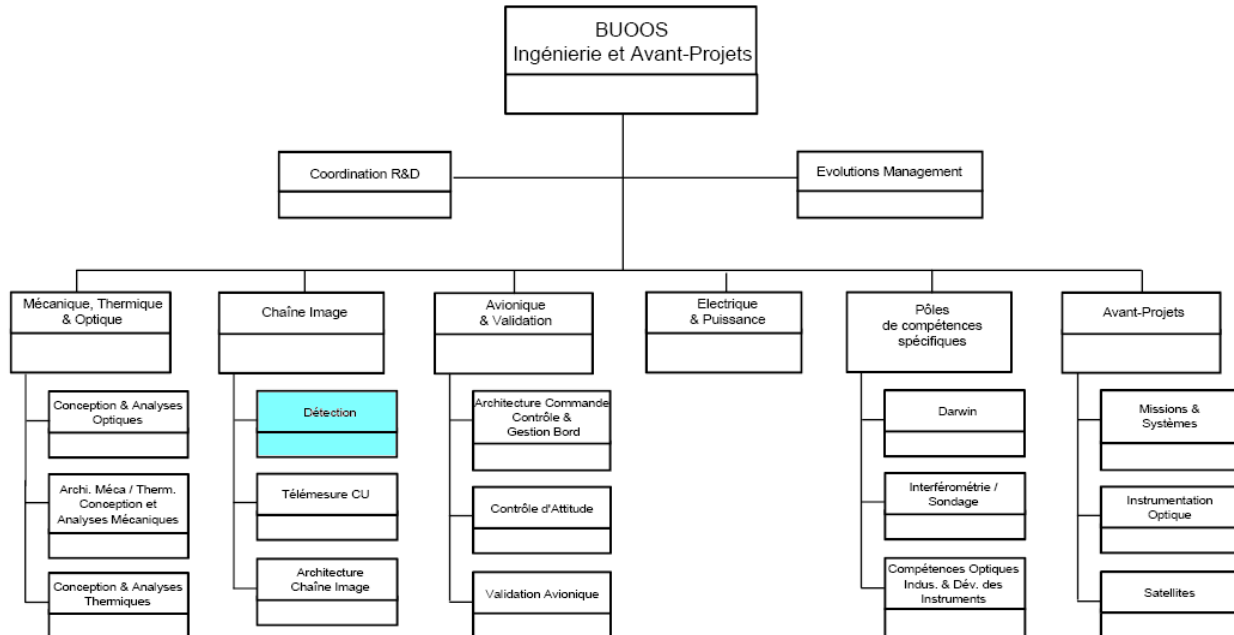 BUOOS
Ingénierie et Avant-Projets
Coordination R&D
Evolutions Management
Mécanique, Thermique
& Optique
Chaîne Image
Avionique
& Validation
Electrique
& Puissance
Pôles
de compétences
spécifiques
Avant-Projets
Conception & Analyses
Optiques
Archi. Méca / Therm.
Conception et
Analyses Mécaniques
Conception & Analyses
Thermiques
Détection
Télémesure CU
Architecture
Chaîne Image
Architecture Commande
Contrôle &
Gestion Bord
Contrôle d'Attitude
Validation Avionique
Darwin
Interférométrie /
Sondage
Compétences Optiques
Indus. & Dév. des
Instruments
Missions &
Systèmes
Instrumentation
Optique
Satellites